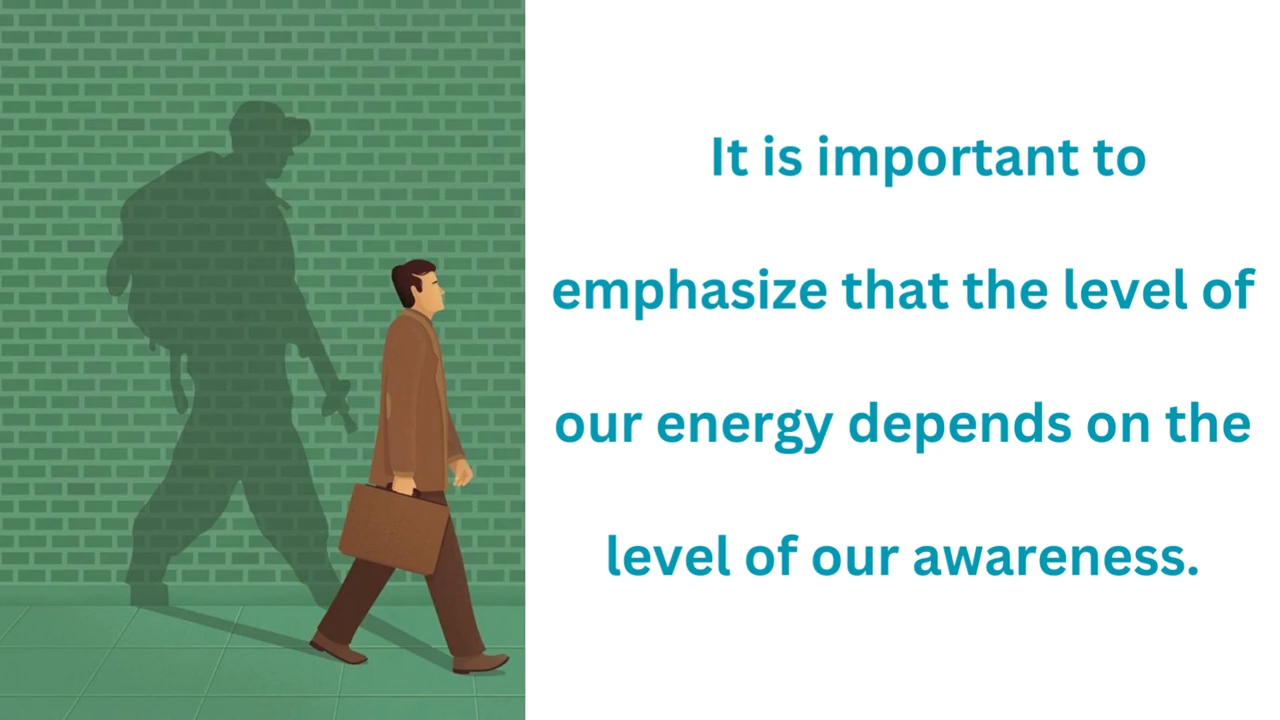 It is important to
emphasize that the level of
our energy depends on the
level of our awareness.